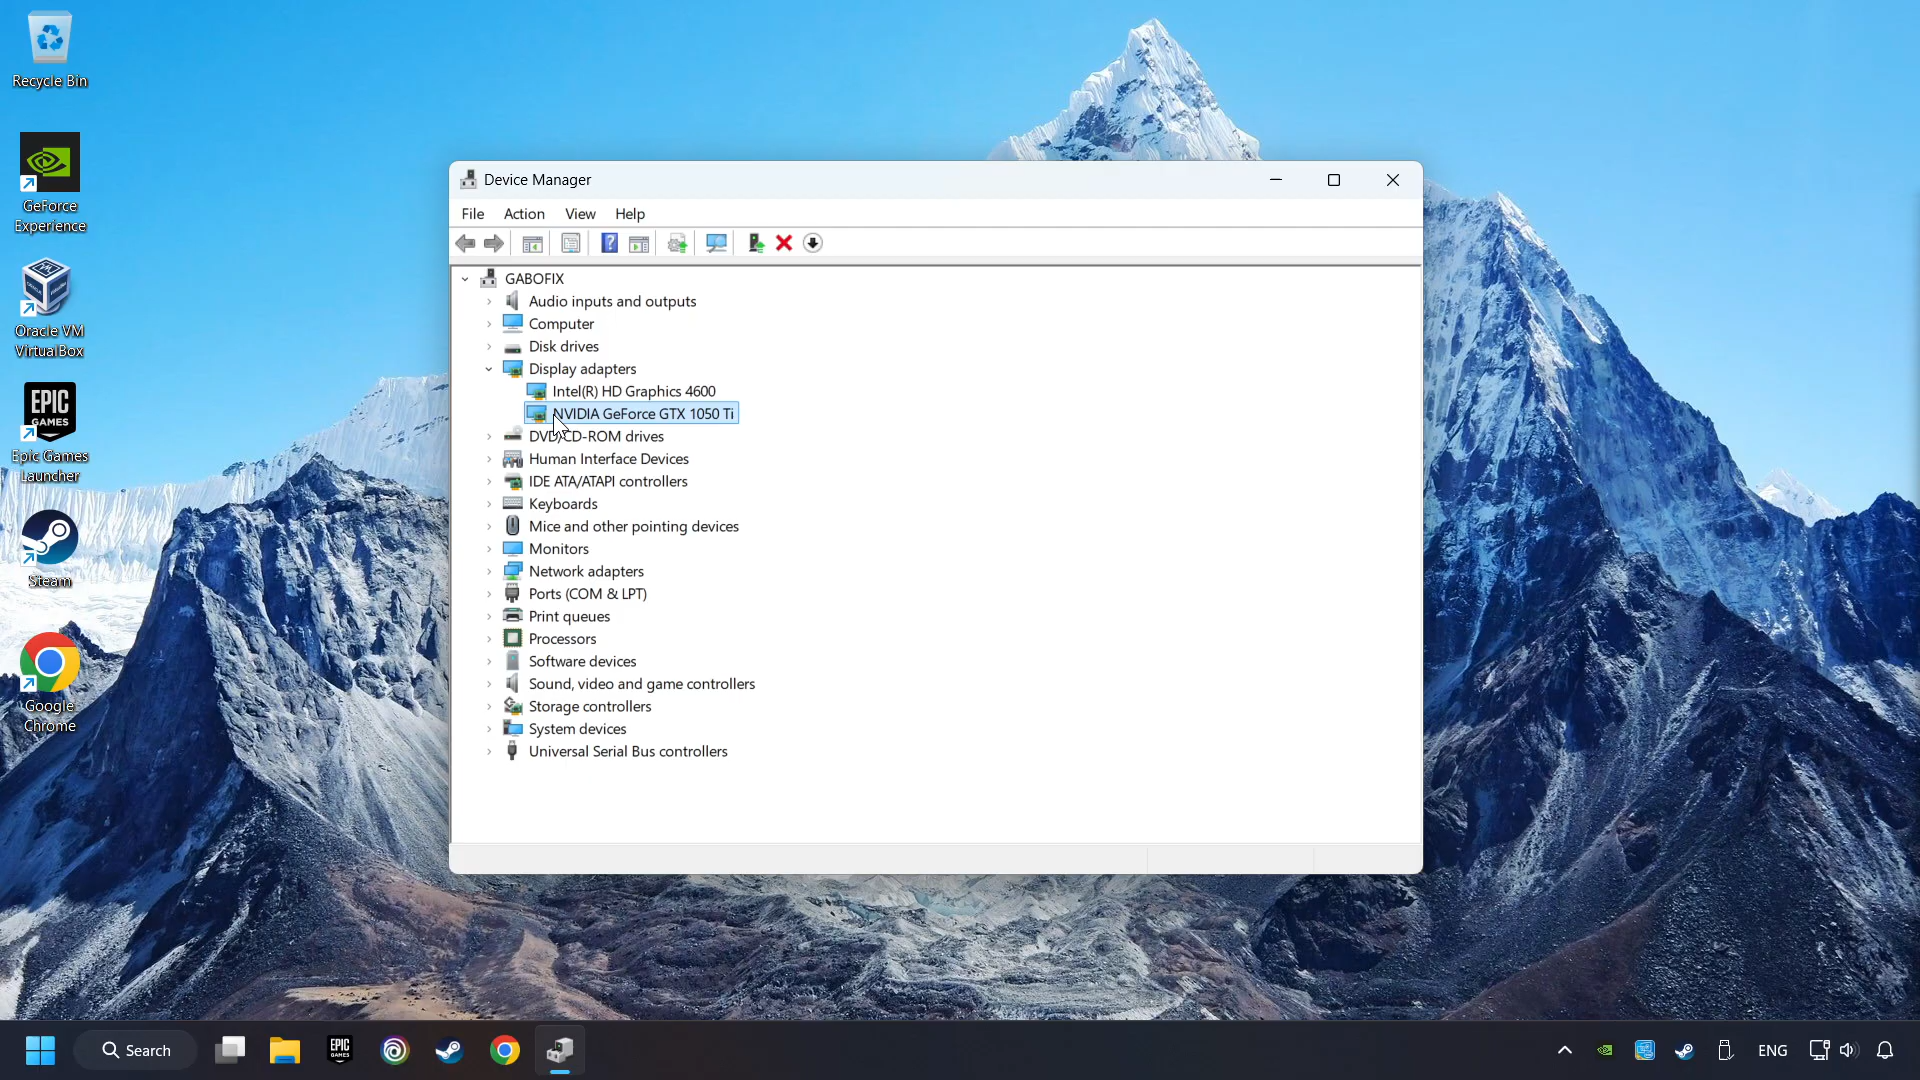 Recycle Bin
GeForce
Experience
Oracle VM
VirtualBox
EPIC
GAMES
Epic Games
Launcher
Steam
Google
Chrome
Device Manager
File Action View Help
GABOFIX
Audio inputs and outputs
Computer
Disk drives
Display adapters
Intel(R) HD Graphics 4600
NVIDIA GeForce GTX 1050 Ti
DVD/CD-ROM drives
Human Interface Devices
IDE ATA/ATAPI controllers
Keyboards
Mice and other pointing devices
Monitors
Network adapters
Ports (COM & LPT)
Print queues
Processors
Software devices
Sound, video and game controllers
Storage controllers
System devices
Universal Serial Bus controllers
Search
EPIC
GAMES
ENG